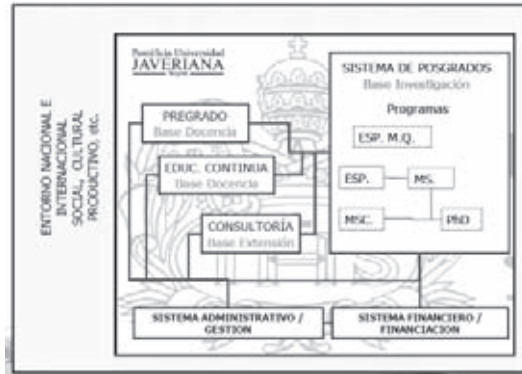 ENTORNO NACIONAL E
INTERNACIONAL
SOCIAL, CULTURAL
PRODUCTIVO, etc.
Pontificia Universidad
JAVERIANA
Bogotá
SISTEMA DE POSGRADOS
Base Investigación
Programas
ESP. M.Q.
ESP.
MS.
MSC.
PhD
PREGRADO
Base Docencia
EDUC. CONTINUA
Base Docencia
CONSULTORÍA
Base Extensión
SISTEMA ADMINISTRATIVO /
GESTION
SISTEMA FINANCIERO /
FINANCIACION